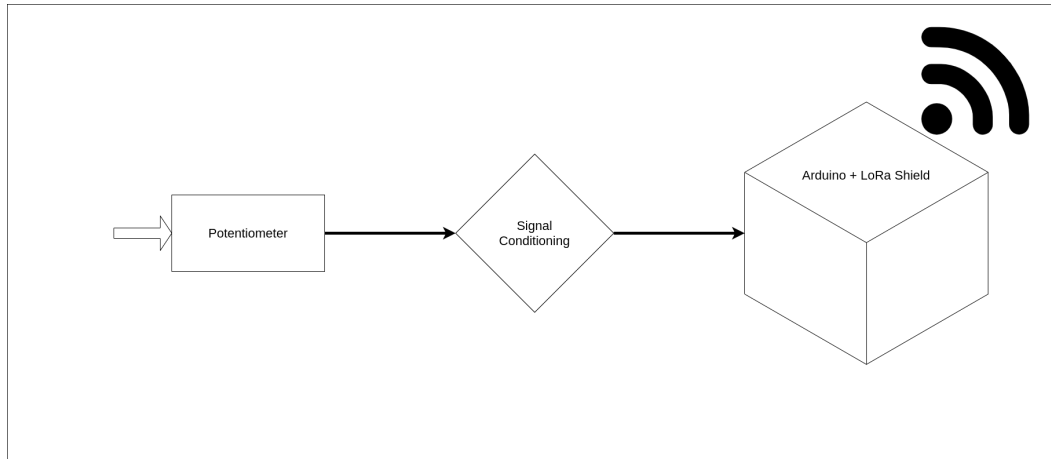 Potentiometer
Signal
Conditioning
Arduino + LoRa Shield